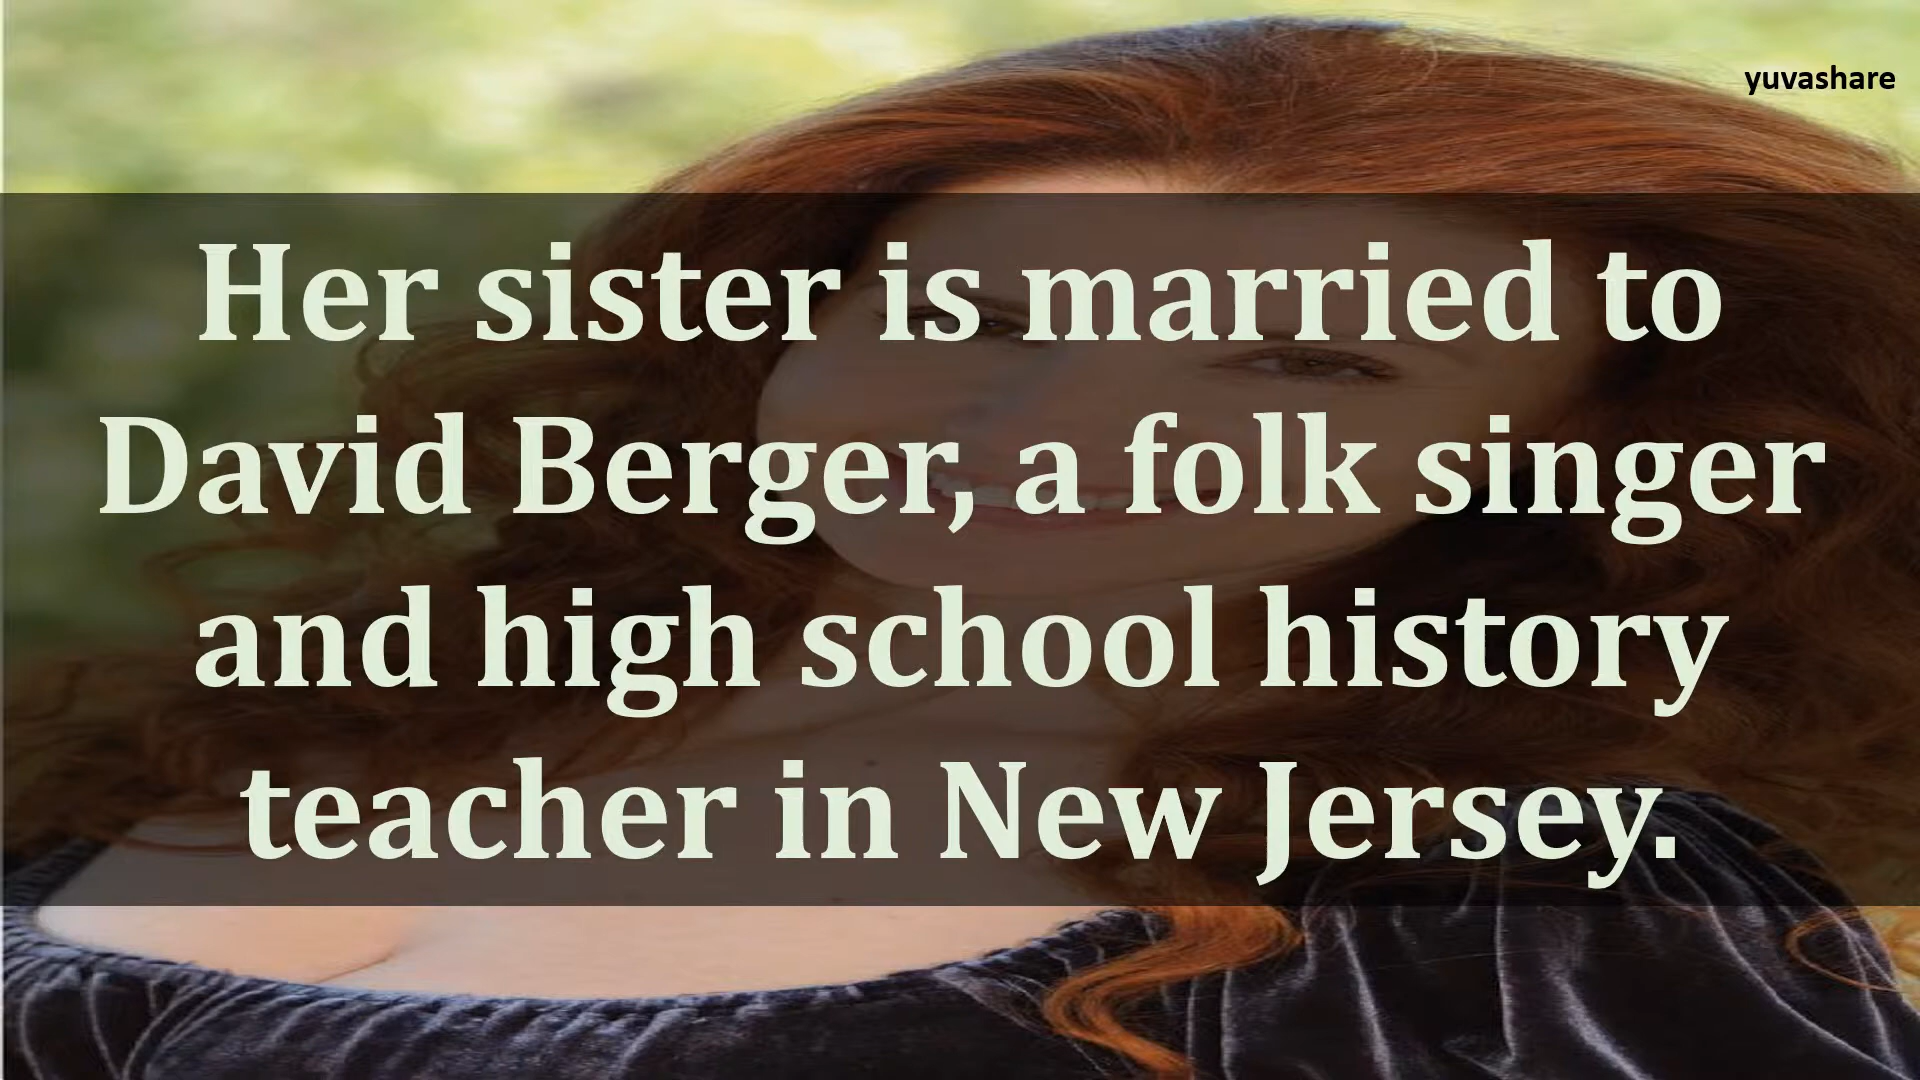 yuvashare
Her sister is married to
David Berger, a folk singer
and high school history
teacher in New Jersey.